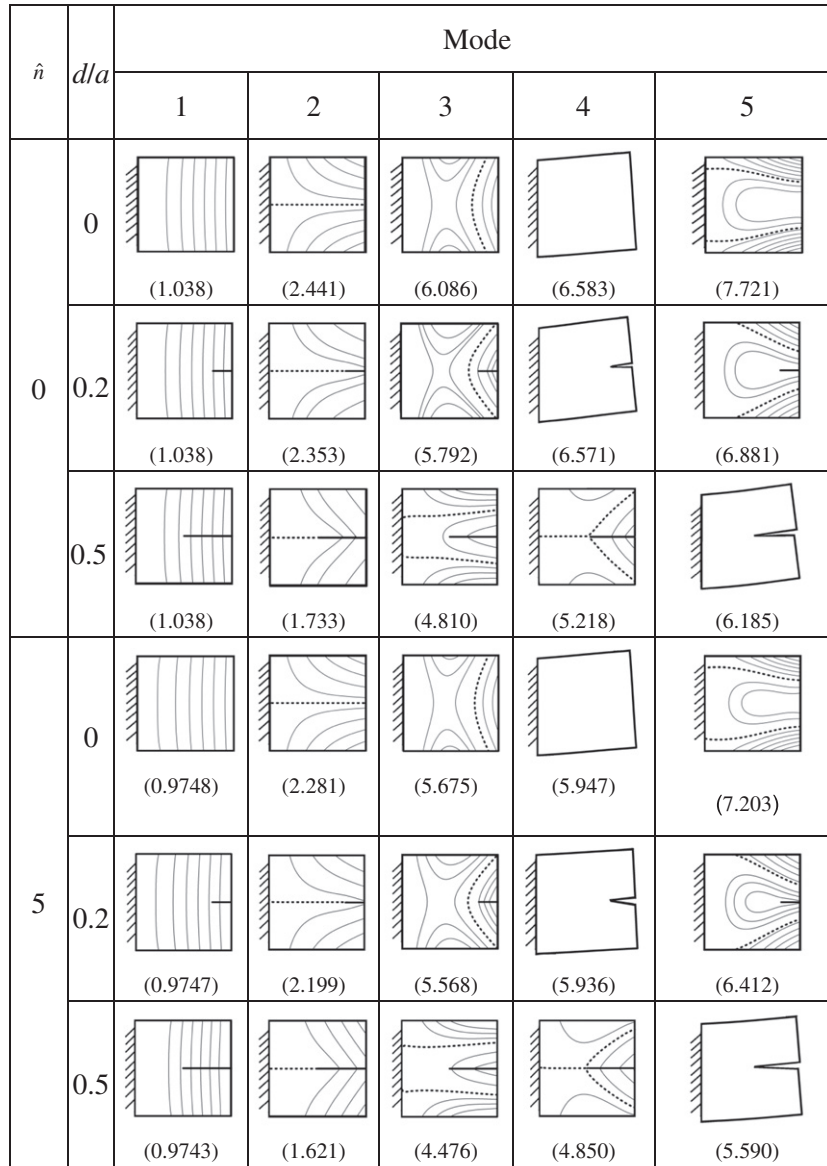 n̂ d/a Mode
1 2 3 4 5
0
0
(1.038) (2.441) (6.086) (6.583) (7.721)
0.2
(1.038) (2.353) (5.792) (6.571) (6.881)
0.5
(1.038) (1.733) (4.810) (5.218) (6.185)
5
0
(0.9748) (2.281) (5.675) (5.947) (7.203)
0.2
(0.9747) (2.199) (5.568) (5.936) (6.412)
0.5
(0.9743) (1.621) (4.476) (4.850) (5.590)